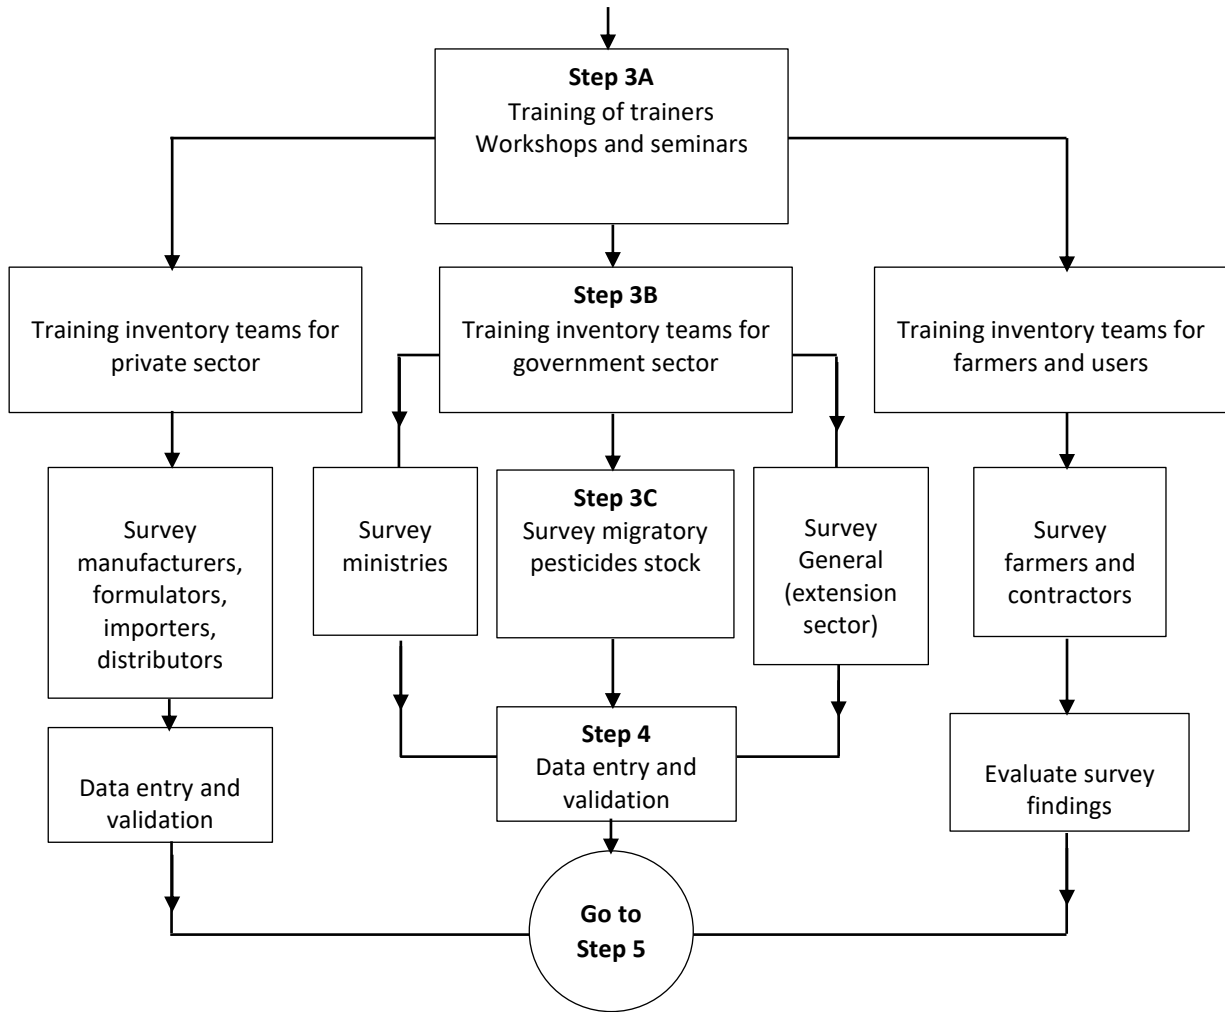 Step 3A
Training of trainers
Workshops and seminars
Training inventory teams for
private sector
Step 3B
Training inventory teams for
government sector
Training inventory teams for
farmers and users
Survey
manufacturers,
formulators,
importers,
distributors
Survey
ministries
Step 3C
Survey migratory
pesticides stock
Survey
General
(extension
sector)
Survey
farmers and
contractors
Data entry and
validation
Step 4
Data entry and
validation
Evaluate survey
findings
Go to
Step 5